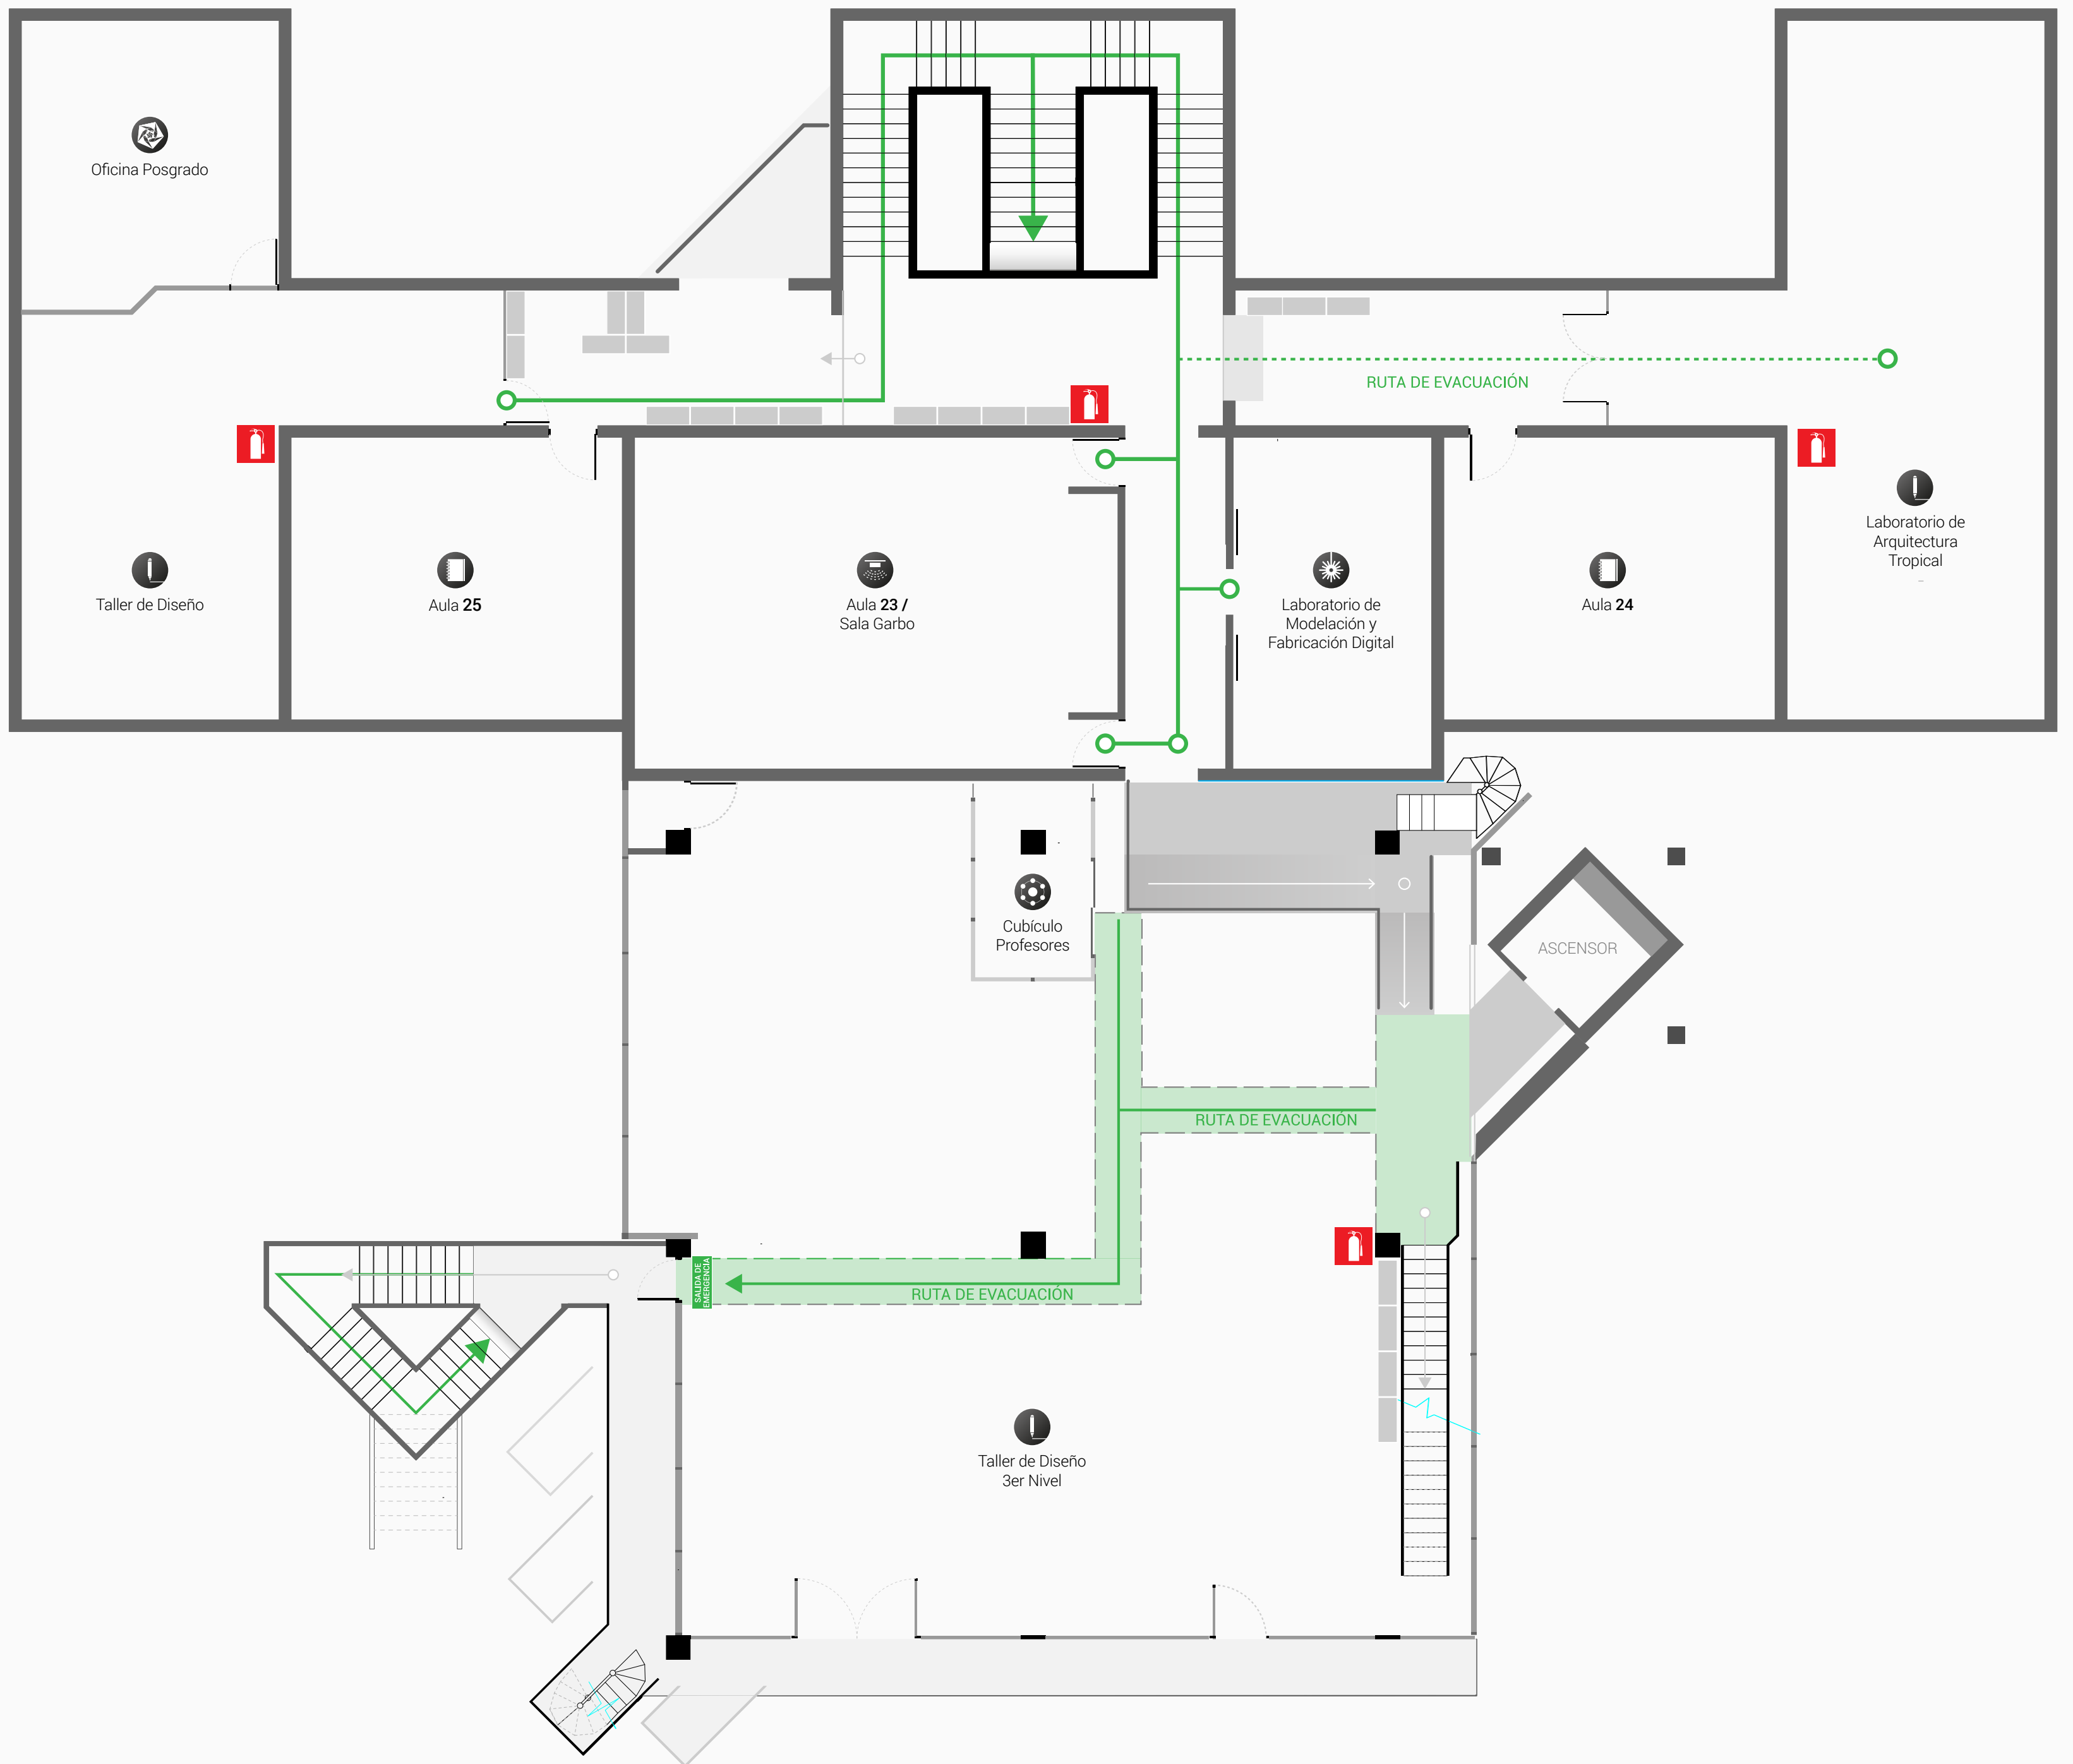 Oficina Posgrado
RUTA DE EVACUACIÓN
Taller de Diseño
Aula 25
Aula 23 /
Sala Garbo
Laboratorio de
Modelación y
Fabricación Digital
Aula 24
Laboratorio de
Arquitectura
Tropical
Cubículo
Profesores
ASCENSOR
RUTA DE EVACUACIÓN
SALIDA DE
EMERGENCIA
RUTA DE EVACUACIÓN
Taller de Diseño
3er Nivel